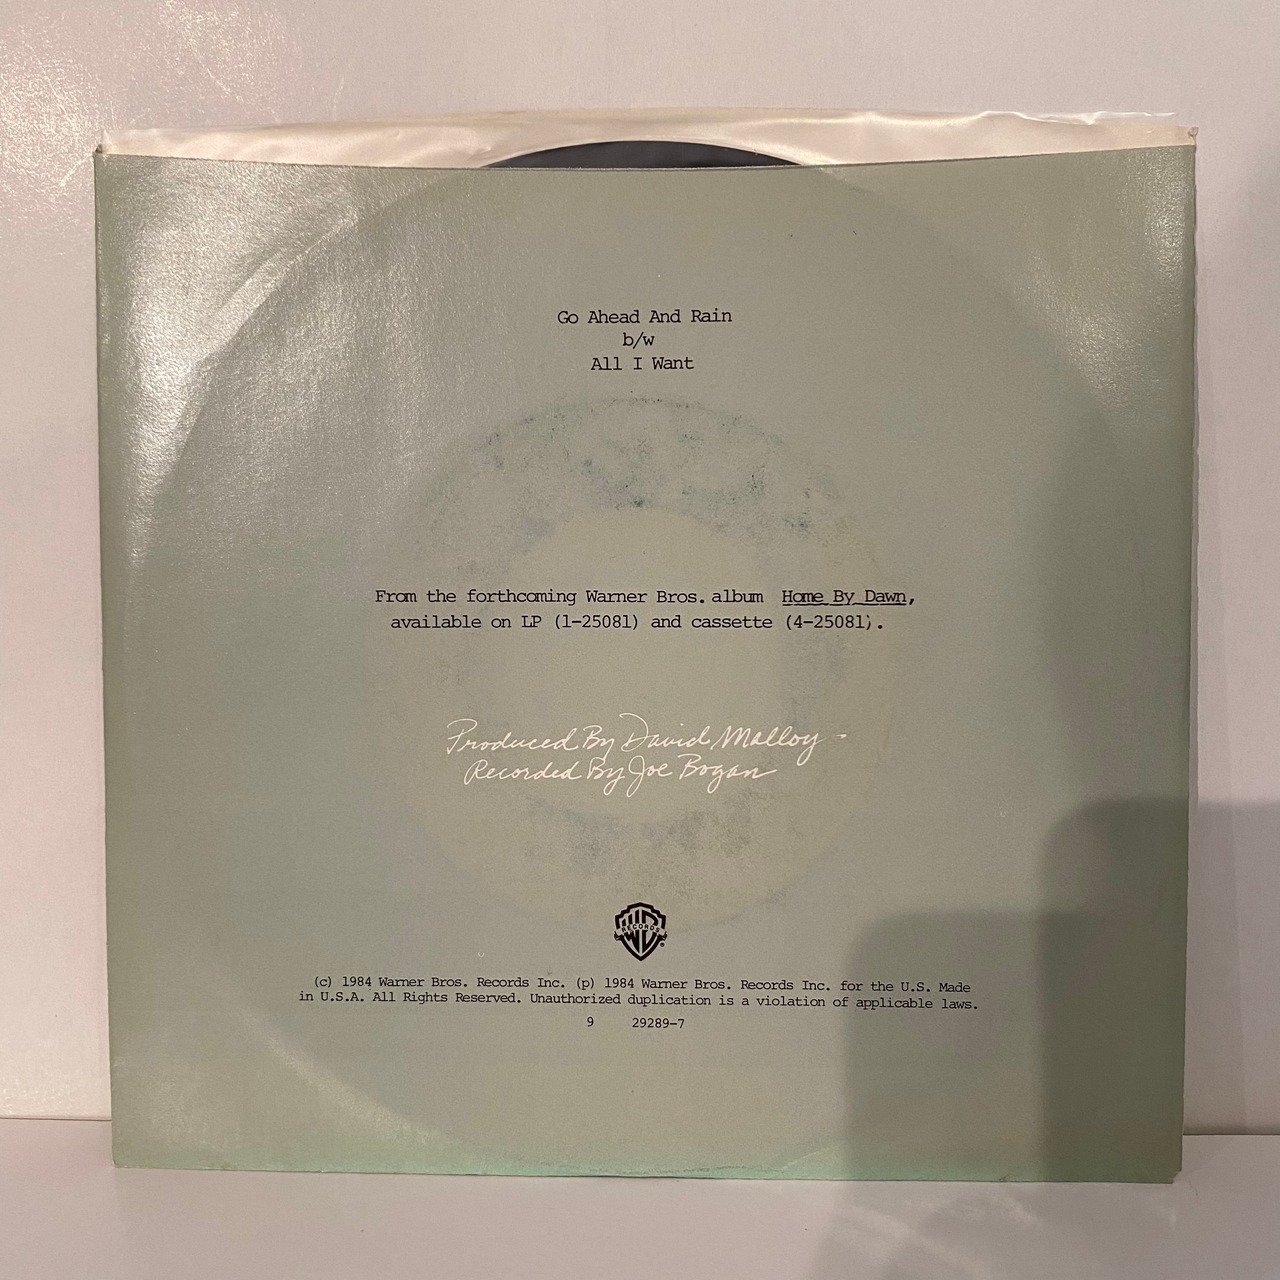 Go Ahead And Rain
b/w
All I Want
From the forthcoming Warner Bros. album Home By Dawn,
available on LP (1-25081) and cassette (4-25081).
Produced By David Malloy -
Recorded By Joe Bogan
WB
RECORDS
®
(c) 1984 Warner Bros. Records Inc. (p) 1984 Warner Bros. Records Inc. for the U.S. Made
in U.S.A. All Rights Reserved. Unauthorized duplication is a violation of applicable laws.
9 29289-7